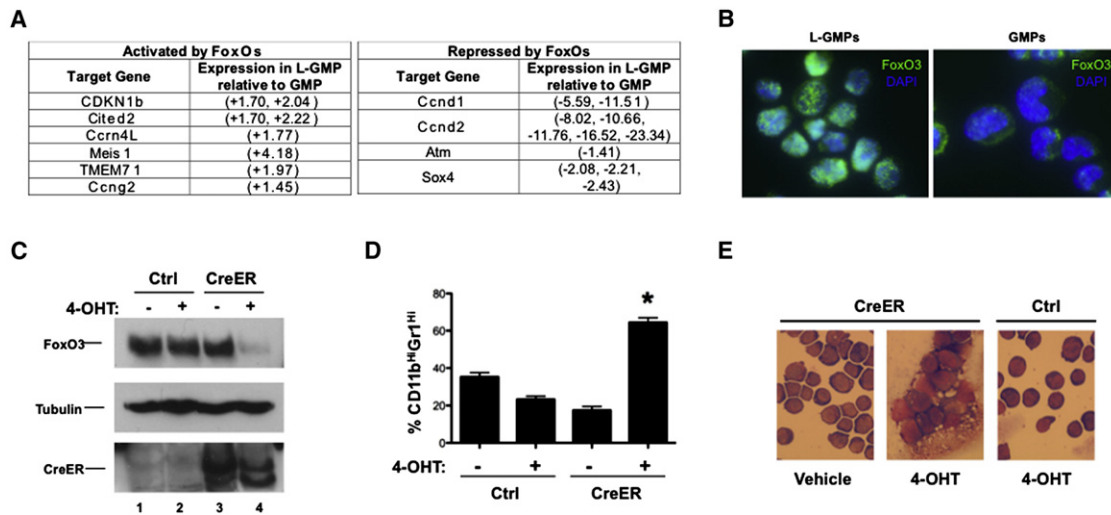 A
Activated by FoxOs
Target Gene Expression in L-GMP relative to GMP
CDKN1b (+1.70, +2.04)
Cited2 (+1.70, +2.22)
Ccrn4L (+1.77)
Meis 1 (+4.18)
TMEM7 1 (+1.97)
Ccng2 (+1.45)
Repressed by FoxOs
Target Gene Expression in L-GMP relative to GMP
Ccnd1 (-5.59, -11.51)
Ccnd2 (-8.02, -10.66,
-11.76, -16.52, -23.34)
Atm (-1.41)
Sox4 (-2.08, -2.21,
-2.43)
B
L-GMPs GMPs
FoxO3 FoxO3
DAPI DAPI
C
Ctrl CreER
4-OHT: - + - +
FoxO3
Tubulin
CreER
1 2 3 4
D
% CD11bHiGr1Hi
80
60
40
20
0
*
4-OHT: - + - +
Ctrl CreER
E
CreER Ctrl
Vehicle 4-OHT 4-OHT